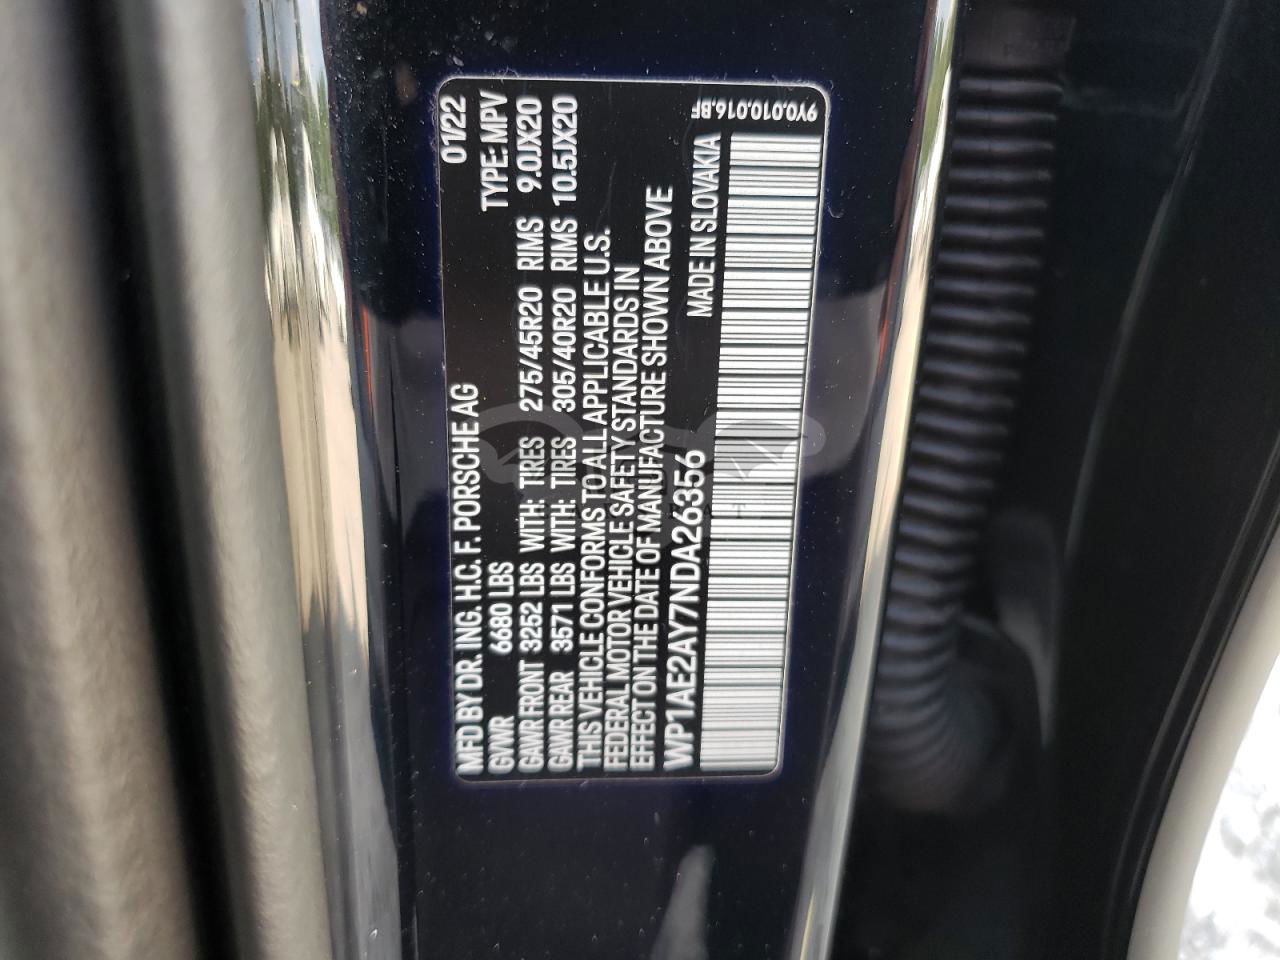 MFD BY DR. ING. H.C. F. PORSCHE AG 01/22
GVWR 6680 LBS TYPE: MPV
GAWR FRONT 3252 LBS WITH: TIRES 275/45R20 RIMS 9.0JX20
GAWR REAR 3571 LBS WITH: TIRES 305/40R20 RIMS 10.5JX20
THIS VEHICLE CONFORMS TO ALL APPLICABLE U.S.
FEDERAL MOTOR VEHICLE SAFETY STANDARDS IN
EFFECT ON THE DATE OF MANUFACTURE SHOWN ABOVE
WP1AE2AY7NDA26356 MADE IN SLOVAKIA
9Y0.010.016.BF